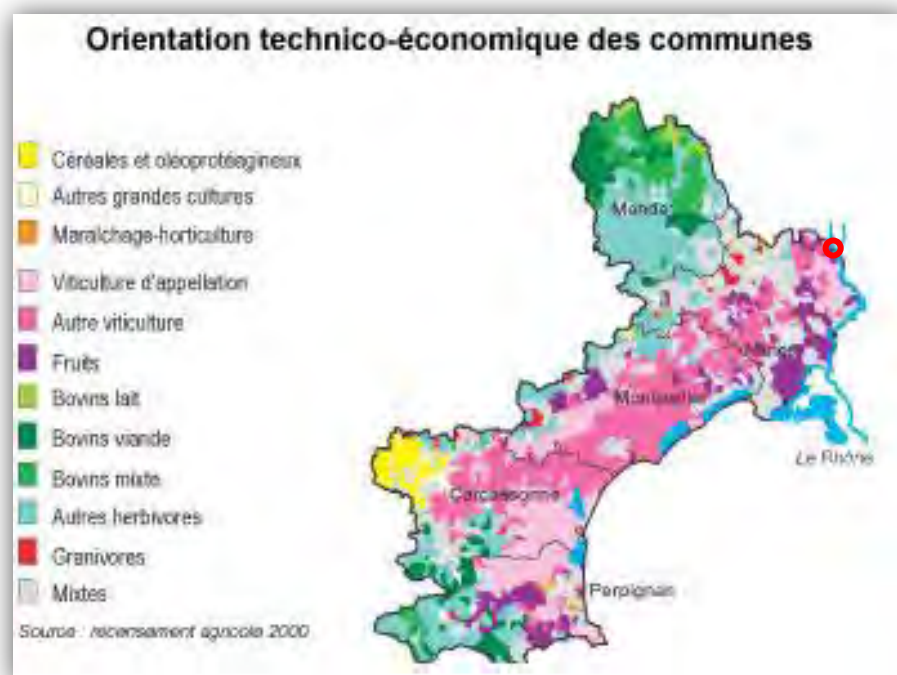 Orientation technico-économique des communes
Céréales et oléoprotéagineux
Autres grandes cultures
Maraîchage-horticulture
Viticulture d'appellation
Autre viticulture
Fruits
Bovins lait
Bovins viande
Bovins mixte
Autres herbivores
Granivores
Mixtes
Source : recensement agricole 2000
Mende
Nîmes
Montpellier
Le Rhône
Carcassonne
Perpignan